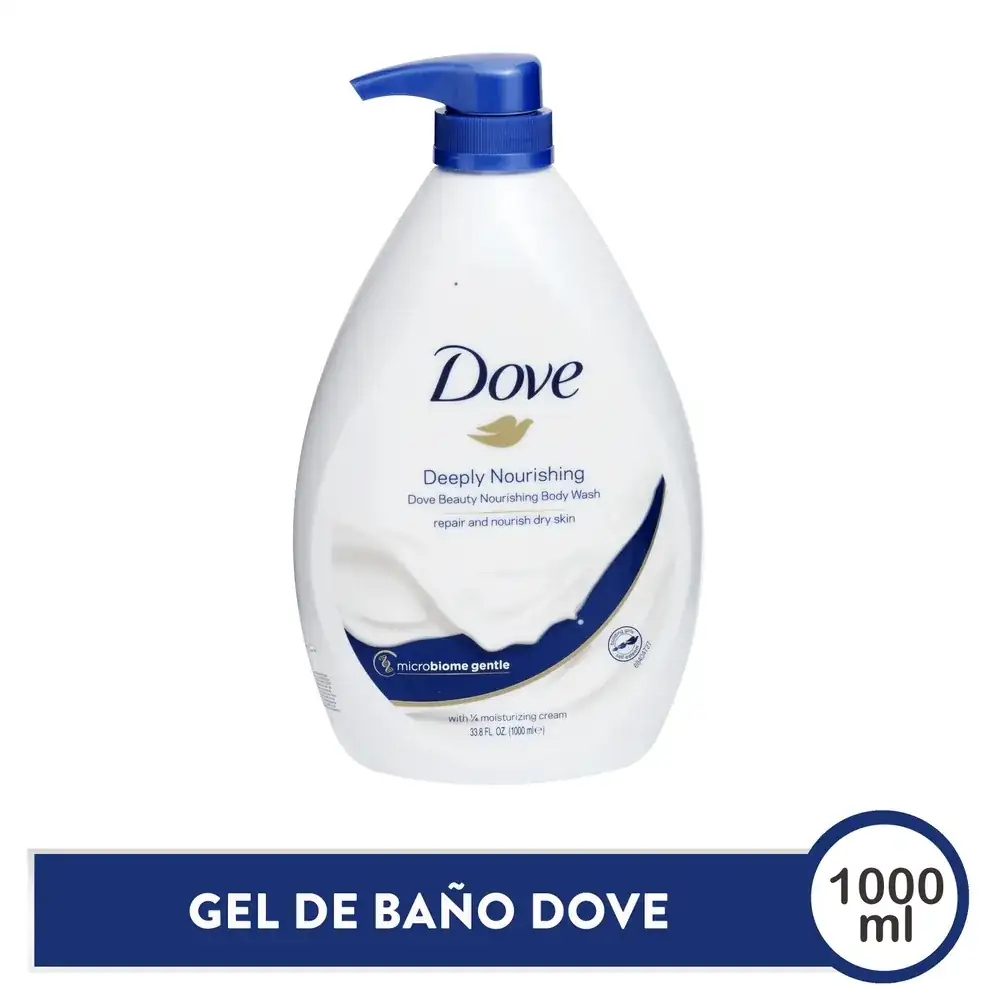 Dove
Deeply Nourishing
Dove Beauty Nourishing Body Wash
repair and nourish dry skin
microbiome gentle
with ¼ moisturizing cream
33.8 FL. OZ. (1000 ml e)
GEL DE BAÑO DOVE
1000
ml